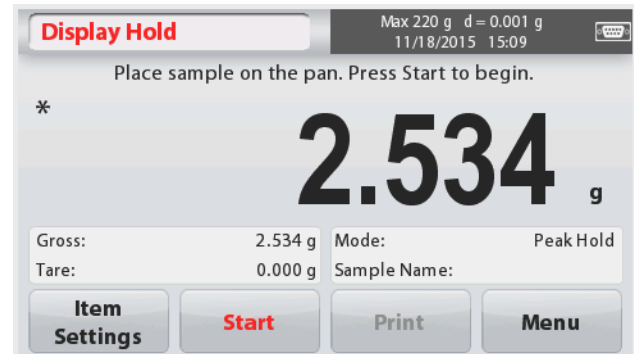 Display Hold
Max 220 g d = 0.001 g
11/18/2015 15:09
Place sample on the pan. Press Start to begin.
*
2.534 g
Gross: 2.534 g
Tare: 0.000 g
Mode: Peak Hold
Sample Name:
Item
Settings
Start
Print
Menu